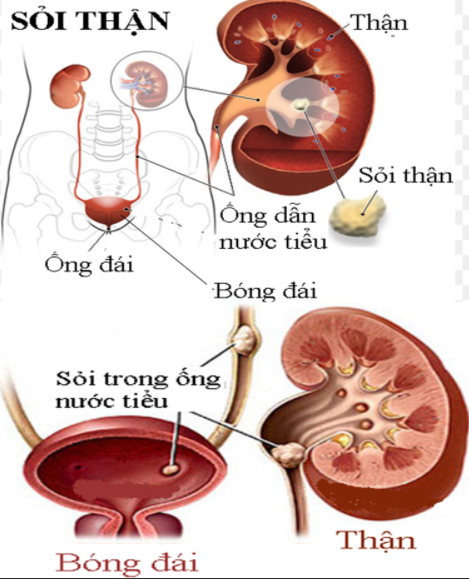 SỎI THẬN
Thận
Sỏi thận
Ống dẫn
nước tiểu
Ống đái
Bóng đái
Sỏi trong ống
nước tiểu
Thận
Bóng đái